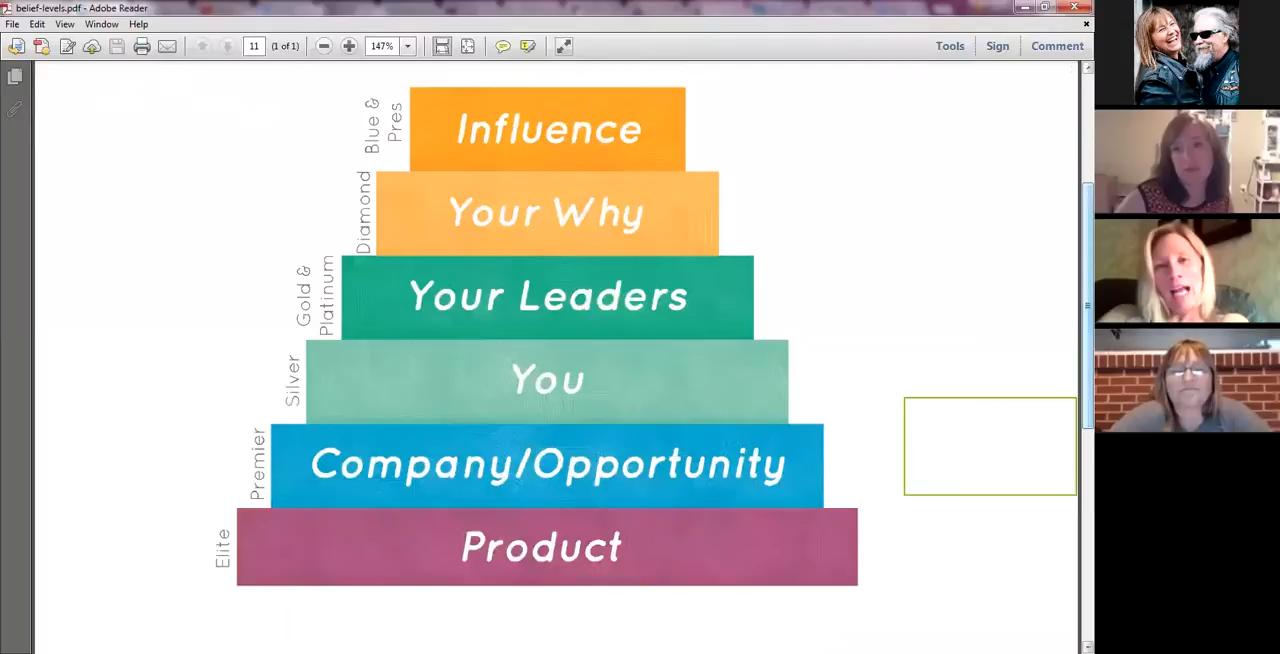 belief-levels.pdf - Adobe Reader
File Edit View Window Help
11 (1 of 1) 147% Tools Sign Comment
Blue &
Pres
Influence
Diamond
Your Why
Gold &
Platinum
Your Leaders
Silver
You
Premier
Company/Opportunity
Elite
Product